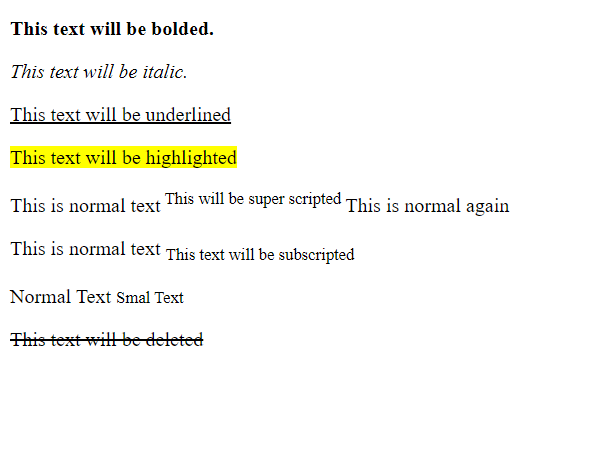 This text will be bolded.
This text will be italic.
This text will be underlined
This text will be highlighted
This is normal text This will be super scripted This is normal again
This is normal text This text will be subscripted
Normal Text Smal Text
This text will be deleted